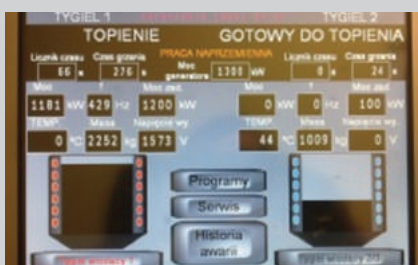 TYGIEL 1 TYGIEL 2
TOPIENIE GOTOWY DO TOPIENIA
Licznik czasu Czas grzania PRACA NAPRZEMIENNA Licznik czasu Czas grzania
66 s 276 s Moc generatora 1300 kW 0 s 24 s
Moc f Moc zad. Moc f Moc zad.
1181 kW 429 Hz 1200 kW 0 kW 0 Hz 100 kW
TEMP. Masa Napięcie wy. TEMP. Masa Napięcie wy.
0 °C 2252 kg 1573 V 44 °C 1009 kg 0 V
Programy
Serwis
Historia
awarii